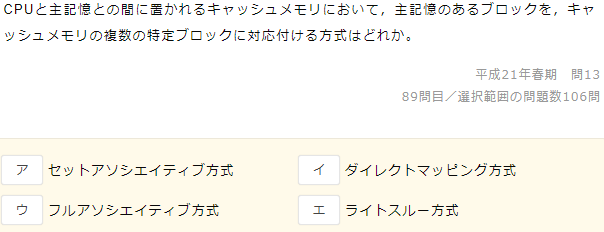 CPUと主記憶との間に置かれるキャッシュメモリにおいて，主記憶のあるブロックを，キャ
ッシュメモリの複数の特定ブロックに対応付ける方式はどれか。
平成21年春期　問13
89問目／選択範囲の問題数106問
ア セットアソシエイティブ方式 イ ダイレクトマッピング方式
ウ フルアソシエイティブ方式 エ ライトスルー方式